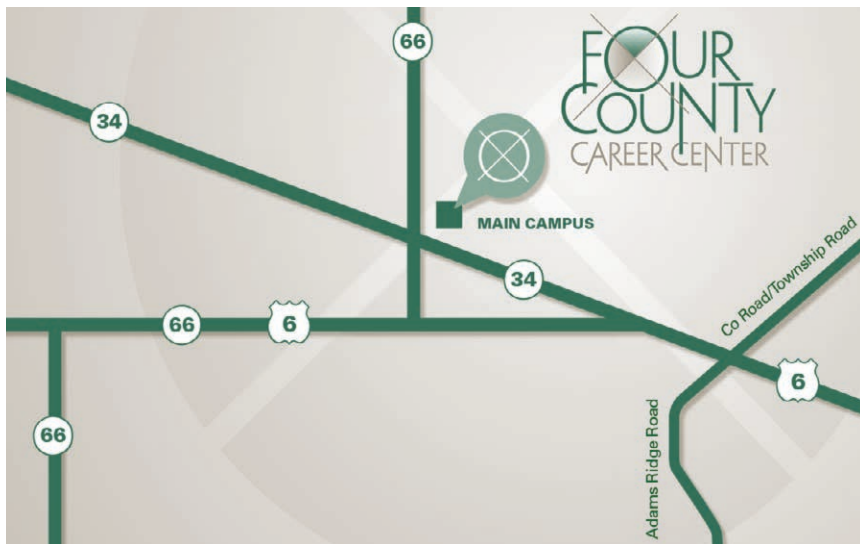 66
FOUR
COUNTY
CAREER CENTER
34
MAIN CAMPUS
Co Road/Township Road
34
66
6
6
66
Adams Ridge Road